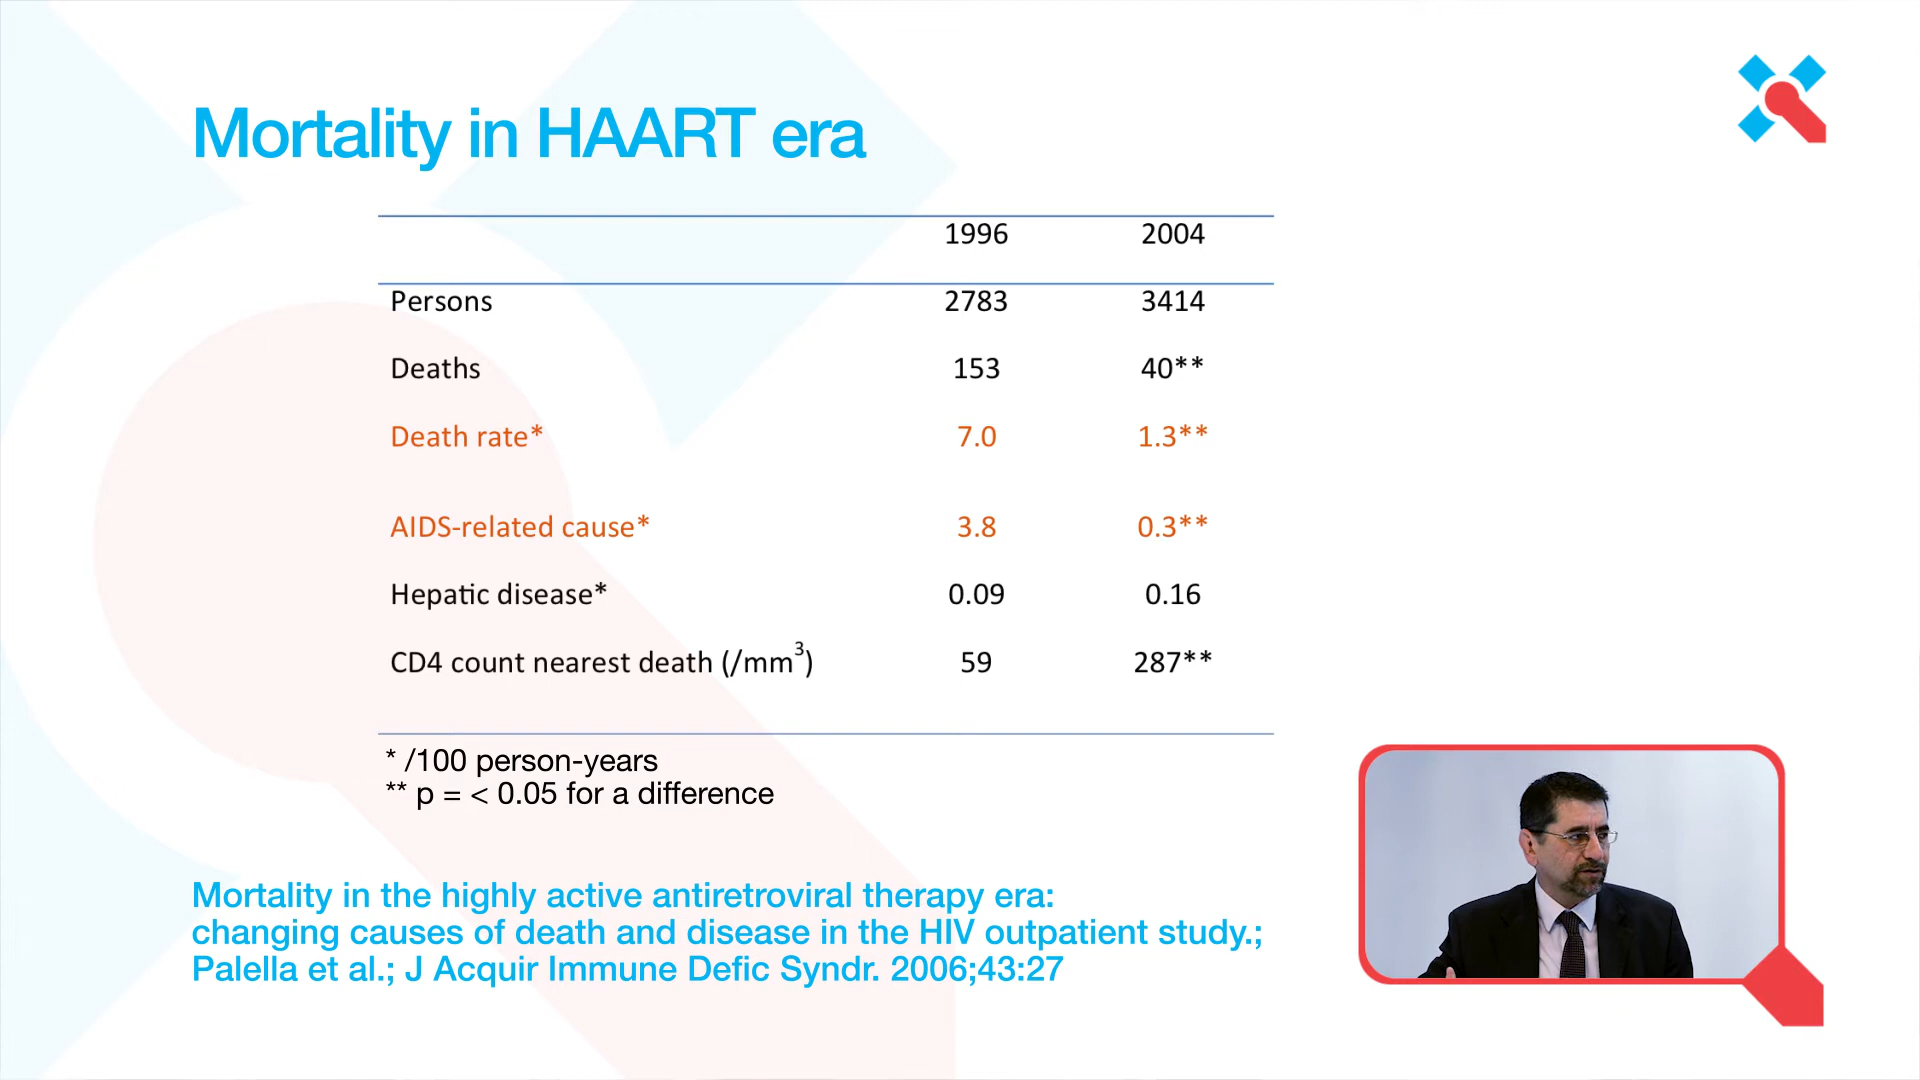 Mortality in HAART era
1996 2004
Persons 2783 3414
Deaths 153 40**
Death rate* 7.0 1.3**
AIDS-related cause* 3.8 0.3**
Hepatic disease* 0.09 0.16
CD4 count nearest death (/mm³) 59 287**
* /100 person-years
** p = < 0.05 for a difference
Mortality in the highly active antiretroviral therapy era:
changing causes of death and disease in the HIV outpatient study.;
Palella et al.; J Acquir Immune Defic Syndr. 2006;43:27